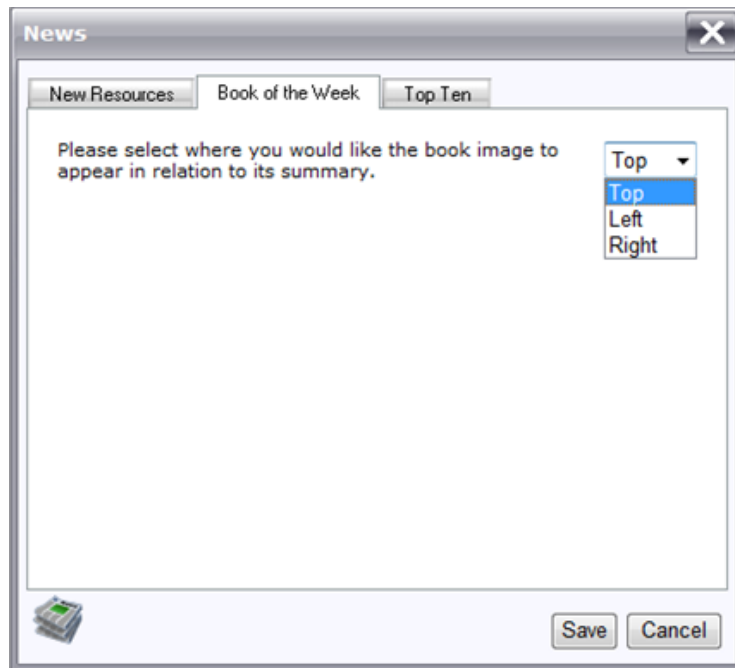 News
New Resources
Book of the Week
Top Ten
Please select where you would like the book image to
appear in relation to its summary.
Top
Top
Left
Right
Save
Cancel